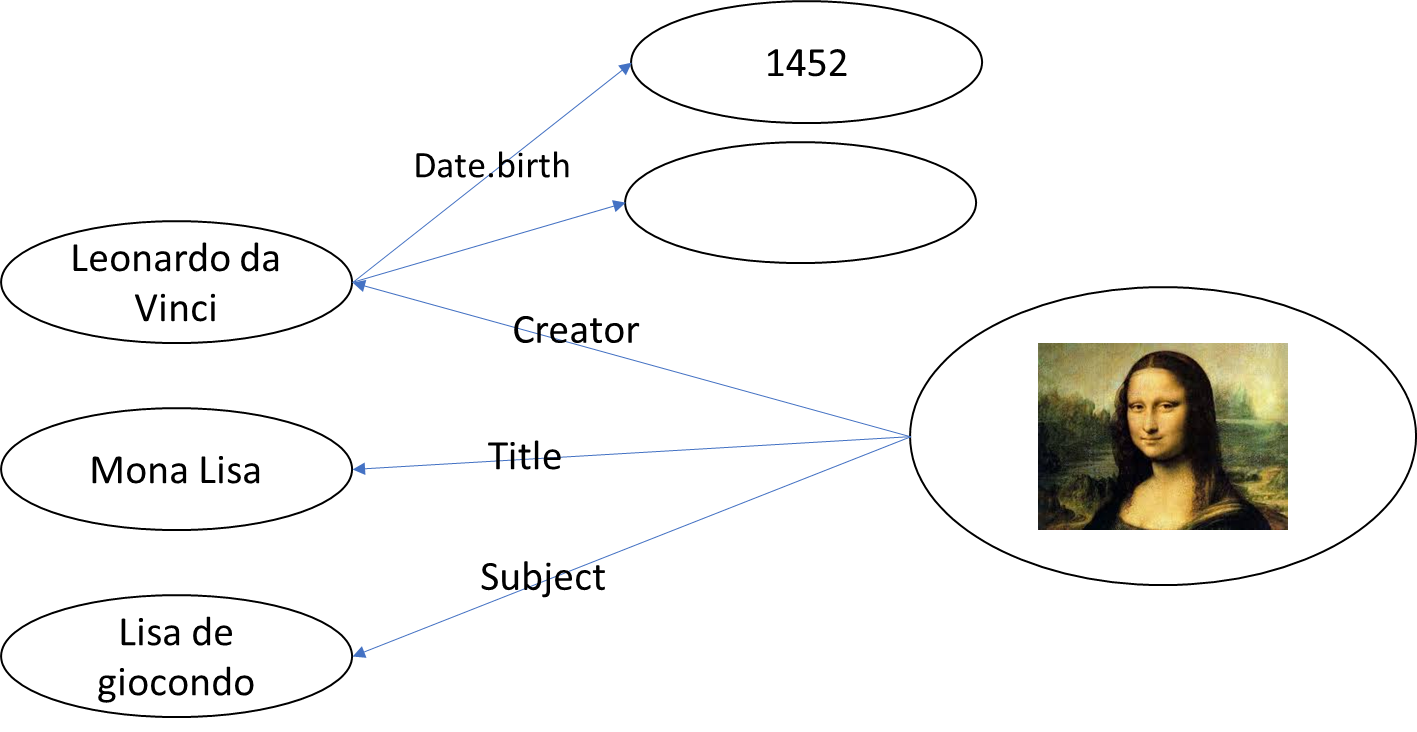 1452
Date.birth
Leonardo da
Vinci
Creator
Mona Lisa
Title
Subject
Lisa de
giocondo